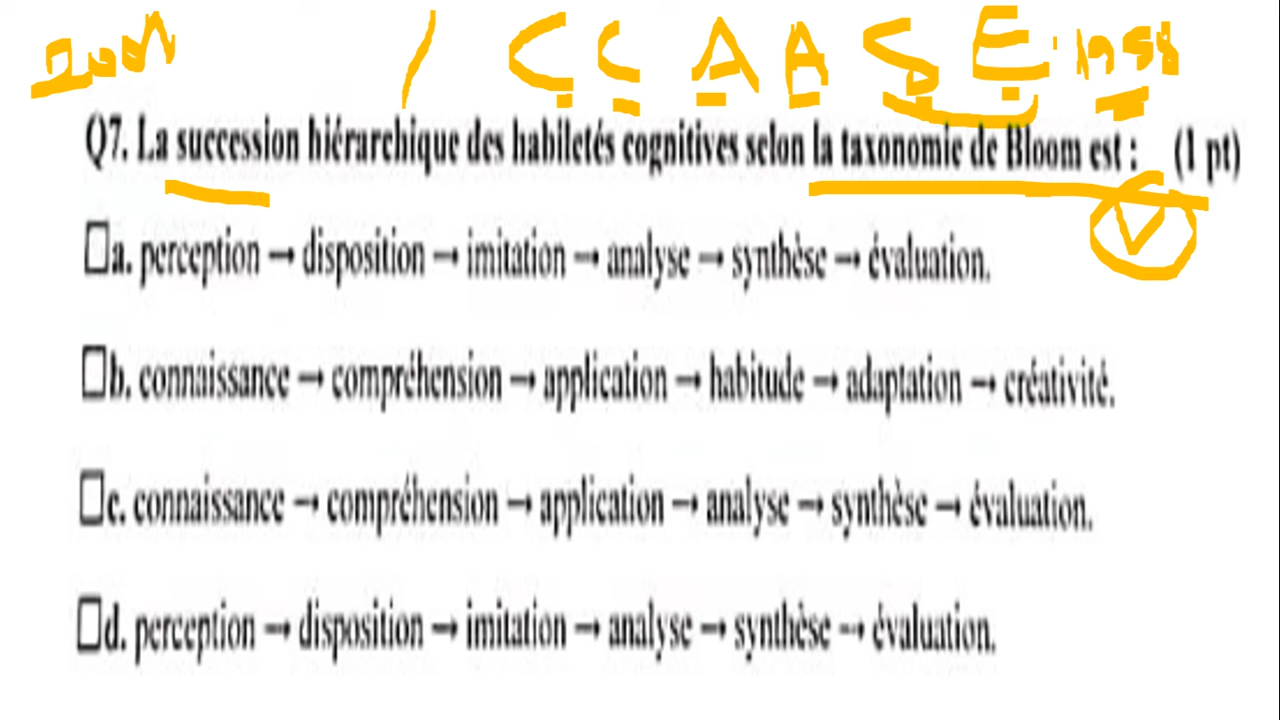 2001 / C C A A S E 1958
Q7. La succession hiérarchique des habiletés cognitives selon la taxonomie de Bloom est : (1 pt)
a. perception → disposition → imitation → analyse → synthèse → évaluation.
b. connaissance → compréhension → application → habitude → adaptation → créativité.
c. connaissance → compréhension → application → analyse → synthèse → évaluation.
d. perception → disposition → imitation → analyse → synthèse → évaluation.